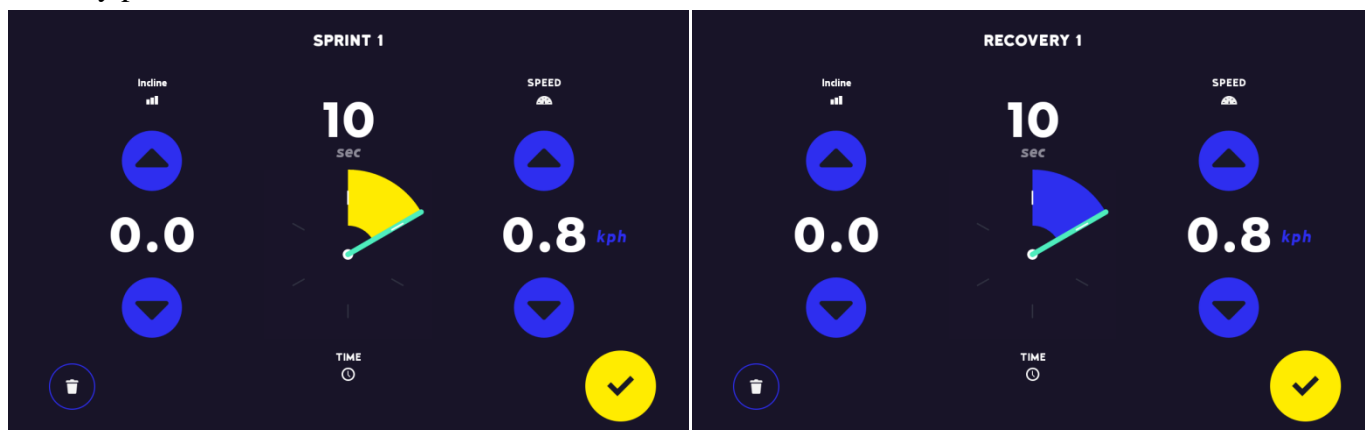 SPRINT 1
Incline
SPEED
10
sec
0.0
0.8 kph
TIME
RECOVERY 1
Incline
SPEED
10
sec
0.0
0.8 kph
TIME